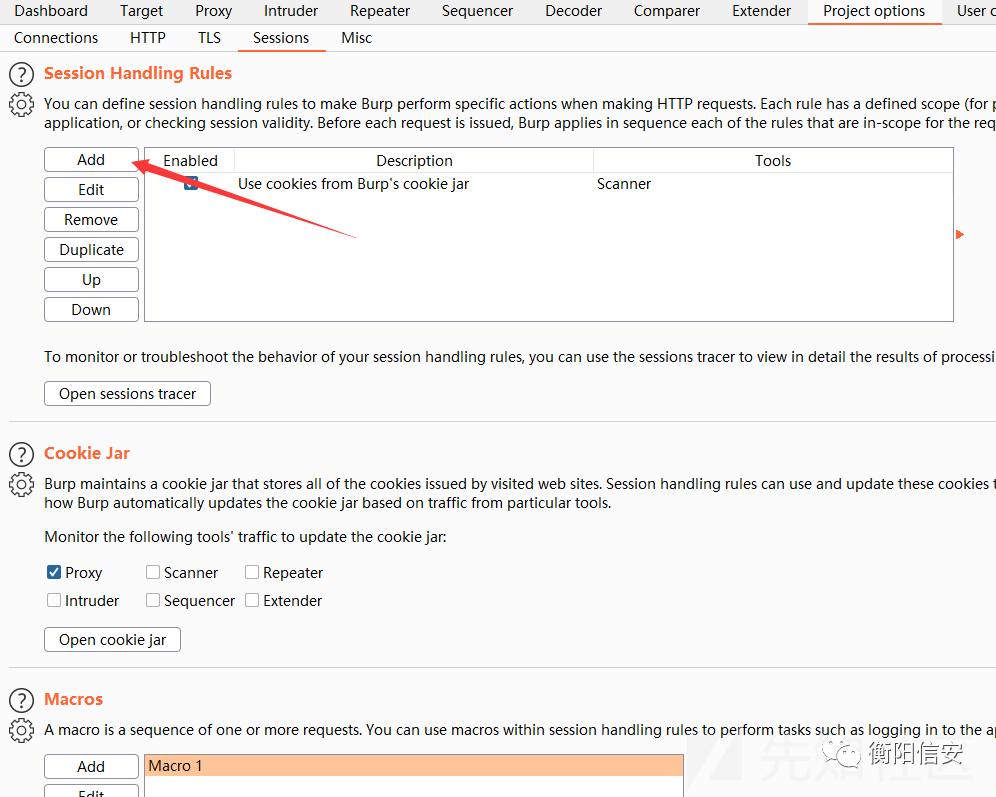 Dashboard Target Proxy Intruder Repeater Sequencer Decoder Comparer Extender Project options User
Connections HTTP TLS Sessions Misc
Session Handling Rules
You can define session handling rules to make Burp perform specific actions when making HTTP requests. Each rule has a defined scope (for
application, or checking session validity. Before each request is issued, Burp applies in sequence each of the rules that are in-scope for the req
Add Enabled Description Tools
Use cookies from Burp's cookie jar Scanner
Edit
Remove
Duplicate
Up
Down
To monitor or troubleshoot the behavior of your session handling rules, you can use the sessions tracer to view in detail the results of processi
Open sessions tracer
Cookie Jar
Burp maintains a cookie jar that stores all of the cookies issued by visited web sites. Session handling rules can use and update these cookies
how Burp automatically updates the cookie jar based on traffic from particular tools.
Monitor the following tools' traffic to update the cookie jar:
Proxy Scanner Repeater
Intruder Sequencer Extender
Open cookie jar
Macros
A macro is a sequence of one or more requests. You can use macros within session handling rules to perform tasks such as logging in to the ap
Add Macro 1
Edit
先知社区
衡阳信安